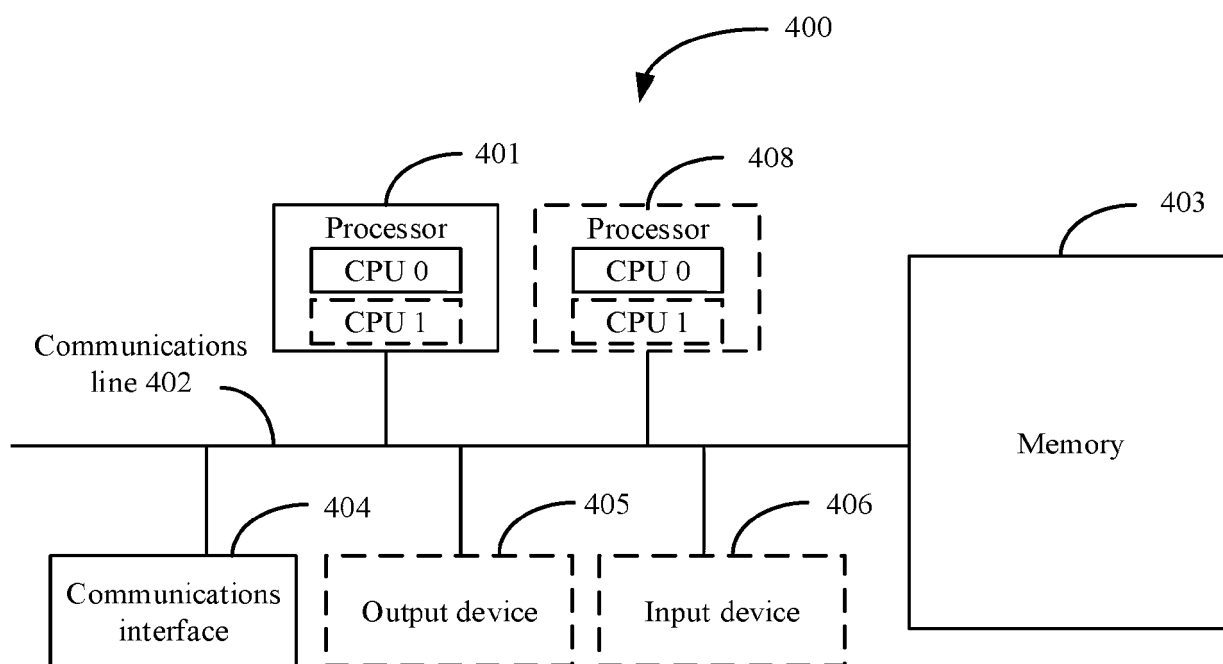 400
401
408
403
Processor
CPU 0
CPU 1
Processor
CPU 0
CPU 1
Communications
line 402
Memory
404
405
406
Communications
interface
Output device
Input device